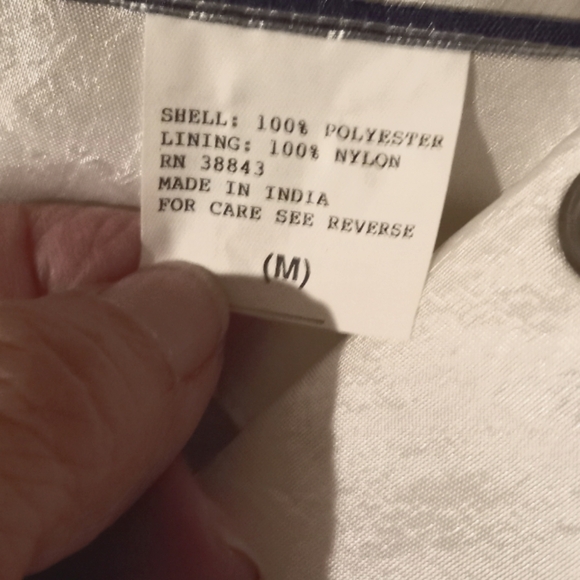 SHELL: 100% POLYESTER
LINING: 100% NYLON
RN 38843
MADE IN INDIA
FOR CARE SEE REVERSE
(M)